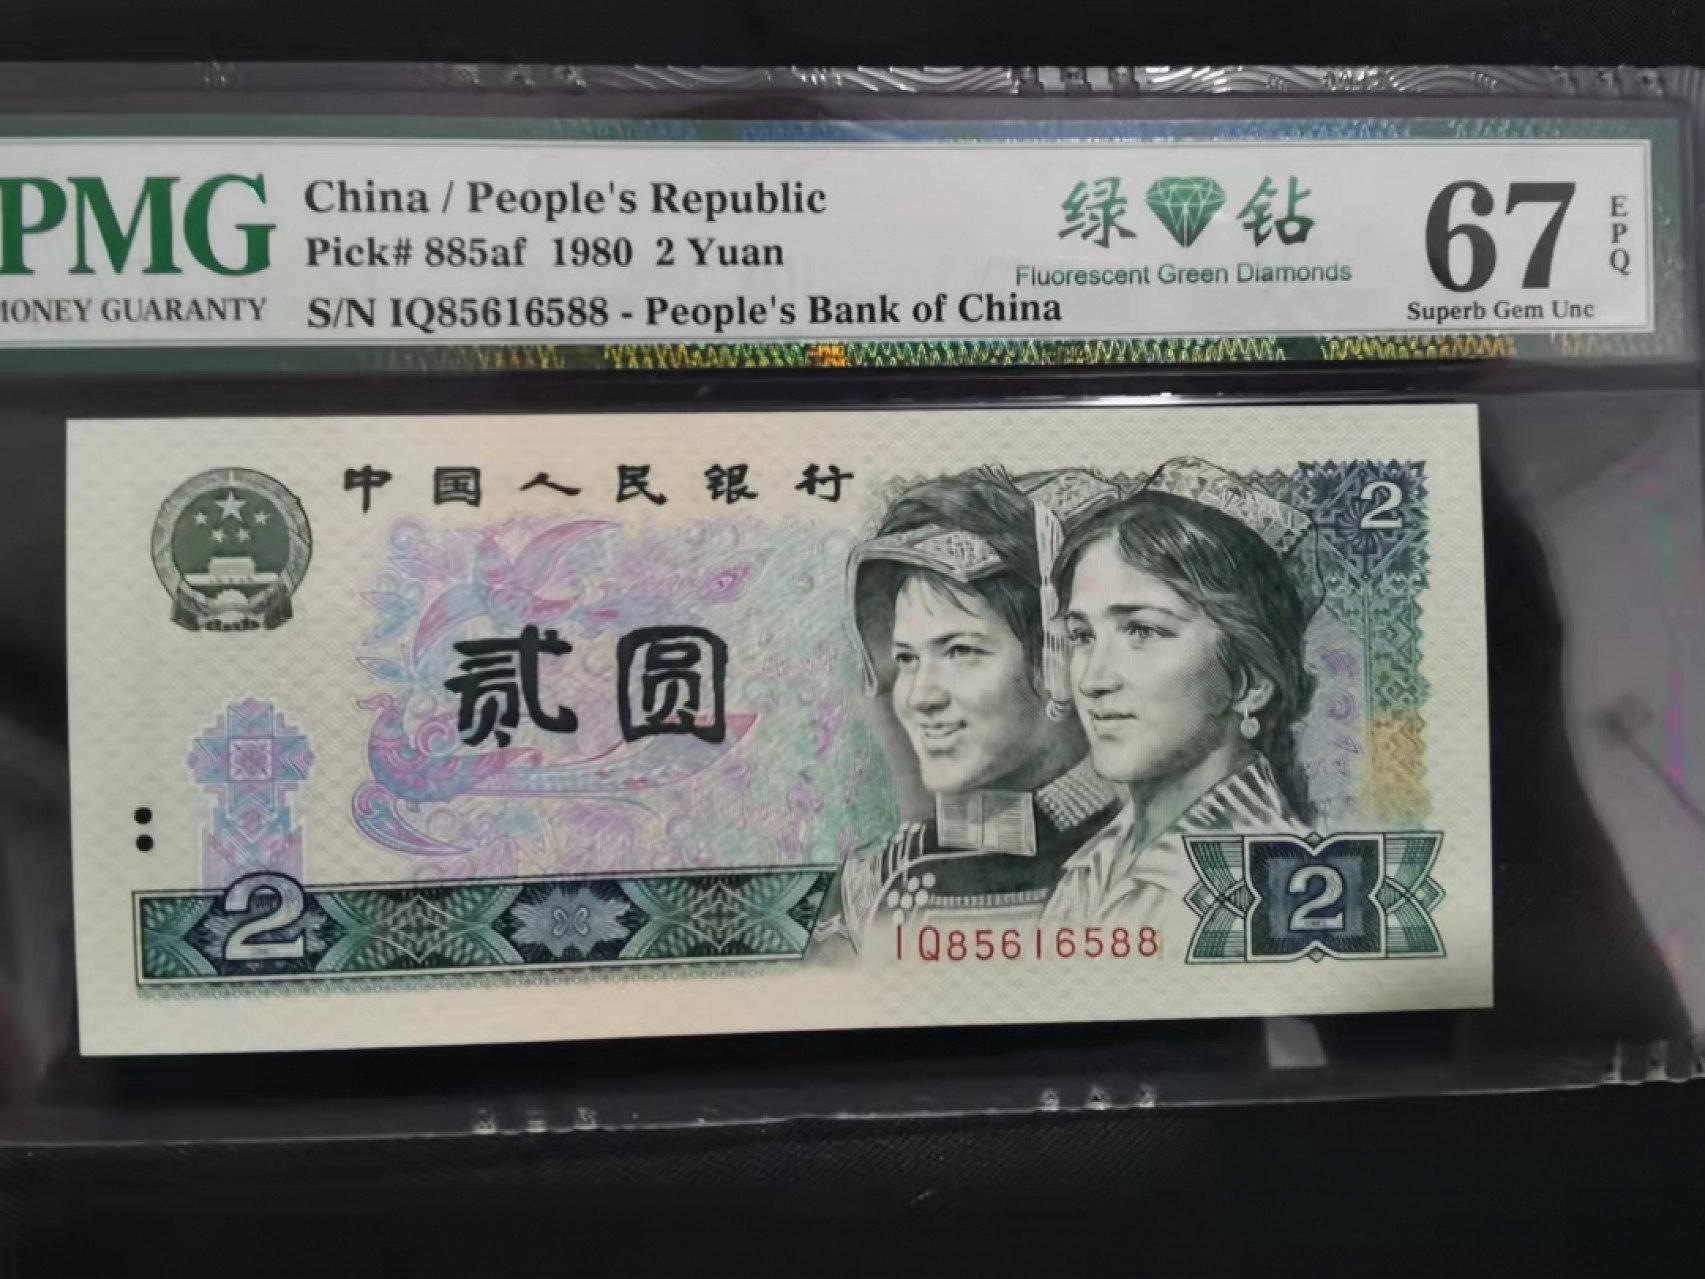 PMG
MONEY GUARANTY
China / People's Republic
Pick# 885af 1980 2 Yuan
S/N IQ85616588 - People's Bank of China
绿 钻
Fluorescent Green Diamonds
67
EPQ
Superb Gem Unc
中国人民银行
2
贰圆
2
IQ85616588
2